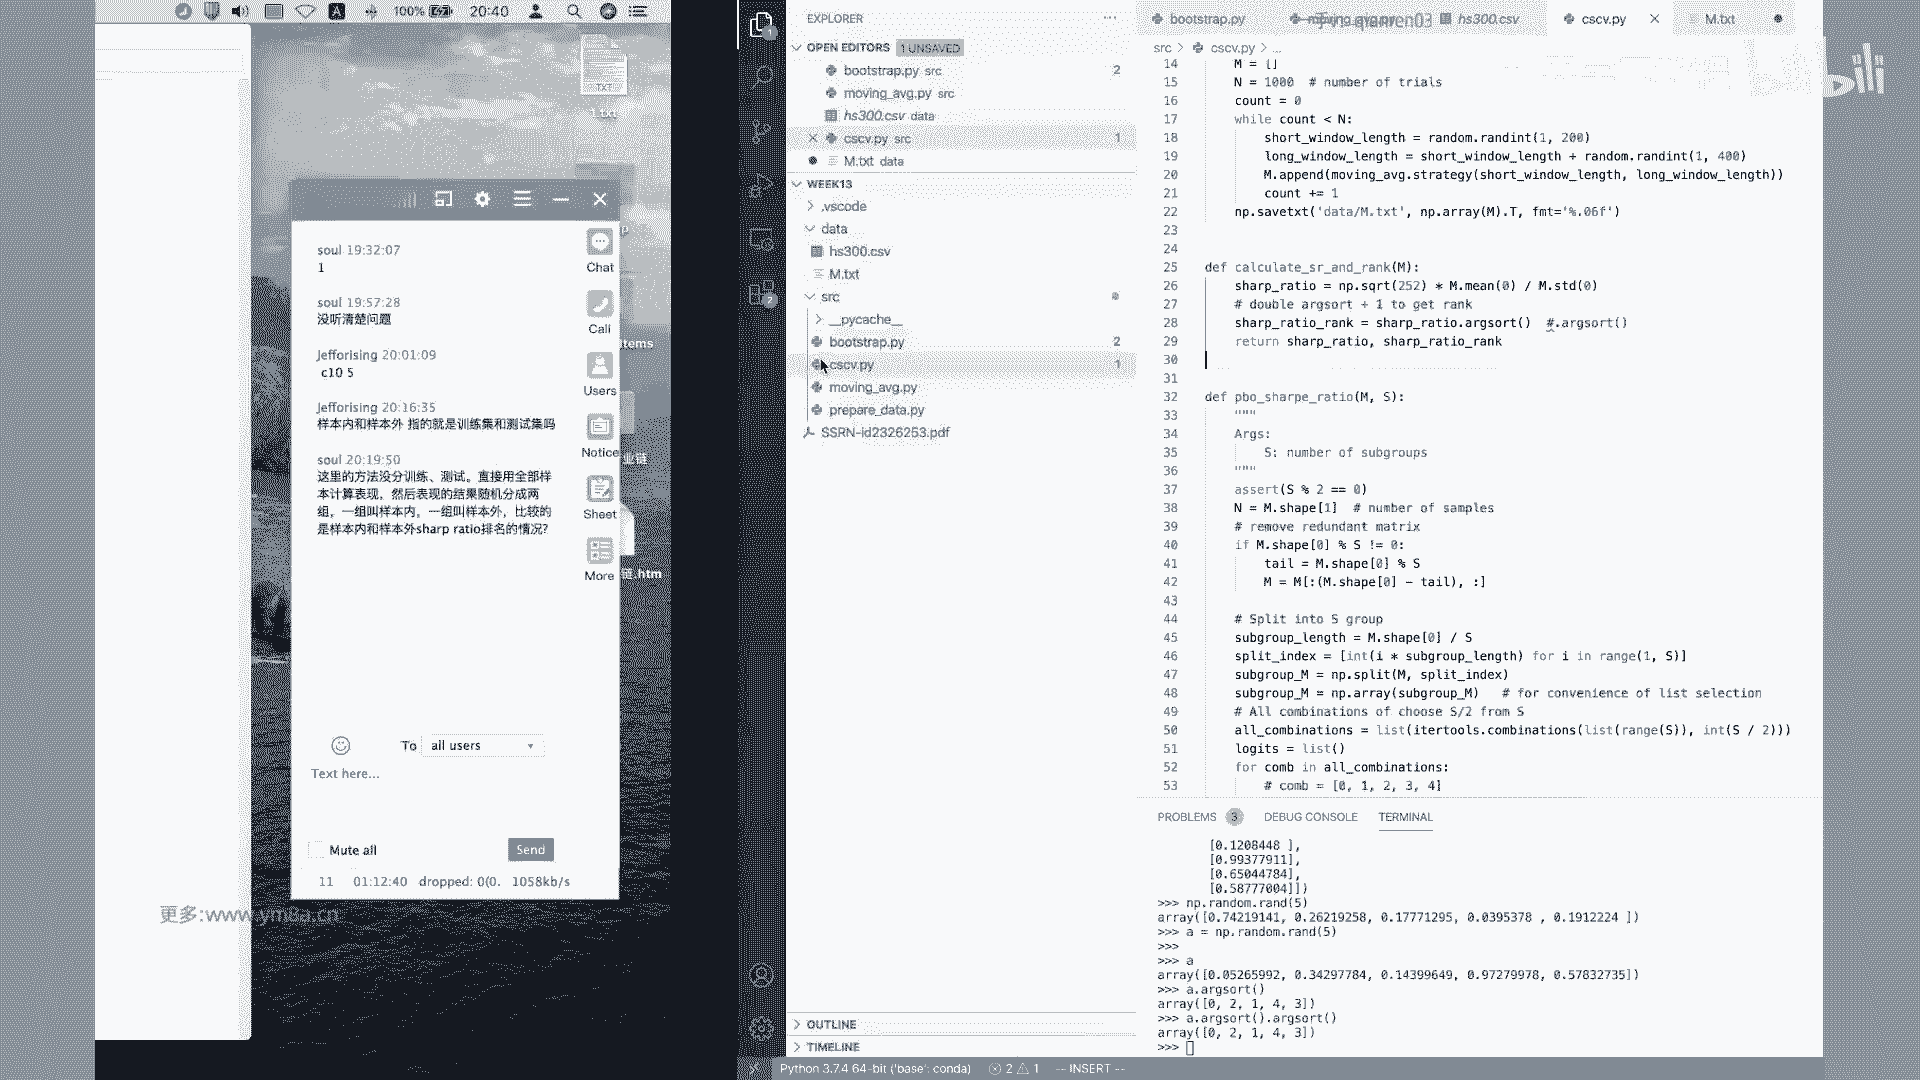 100%
20:40
TXT
1.txt
soul 19:32:07
1
soul 19:57:28
没听清楚问题
Jefforising 20:01:09
c10 5
Jefforising 20:16:35
样本内和样本外 指的就是训练集和测试集吗
soul 20:19:50
这里的方法没分训练、测试。直接用全部样
本计算表现，然后表现的结果随机分成两
组，一组叫样本内，一组叫样本外，比较的
是样本内和样本外sharp ratio排名的情况?
Chat
Call
Users
Notice
Sheet
More
To all users
Text here...
Mute all
Send
11 01:12:40 dropped: 0(0. 1058kb/s
更多:www.ym8a.cn
EXPLORER
OPEN EDITORS 1 UNSAVED
bootstrap.py src 2
moving_avg.py src
hs300.csv data
cscv.py src 1
M.txt data
WEEK13
.vscode
data
hs300.csv
M.txt
src
__pycache__
bootstrap.py 2
cscv.py 1
moving_avg.py
prepare_data.py
SSRN-id2326253.pdf
OUTLINE
TIMELINE
bootstrap.py
hs300.csv
cscv.py
M.txt
src > cscv.py > ...
14 M = []
15 N = 1000 # number of trials
16 count = 0
17 while count < N:
18 short_window_length = random.randint(1, 200)
19 long_window_length = short_window_length + random.randint(1, 400)
20 M.append(moving_avg.strategy(short_window_length, long_window_length))
21 count += 1
22 np.savetxt('data/M.txt', np.array(M).T, fmt='%.06f')
23
24
25 def calculate_sr_and_rank(M):
26 sharp_ratio = np.sqrt(252) * M.mean(0) / M.std(0)
27 # double argsort + 1 to get rank
28 sharp_ratio_rank = sharp_ratio.argsort() #.argsort()
29 return sharp_ratio, sharp_ratio_rank
30
31
32 def pbo_sharpe_ratio(M, S):
33 """
34 Args:
35 S: number of subgroups
36 """
37 assert(S % 2 == 0)
38 N = M.shape[1] # number of samples
39 # remove redundant matrix
40 if M.shape[0] % S != 0:
41 tail = M.shape[0] % S
42 M = M[:(M.shape[0] - tail), :]
43
44 # Split into S group
45 subgroup_length = M.shape[0] / S
46 split_index = [int(i * subgroup_length) for i in range(1, S)]
47 subgroup_M = np.split(M, split_index)
48 subgroup_M = np.array(subgroup_M) # for convenience of list selection
49 # All combinations of choose S/2 from S
50 all_combinations = list(itertools.combinations(list(range(S)), int(S / 2)))
51 logits = list()
52 for comb in all_combinations:
53 # comb = [0, 1, 2, 3, 4]
PROBLEMS 3 DEBUG CONSOLE TERMINAL
[0.1208448 ],
[0.99377911],
[0.65044784],
[0.58777004]])
>>> np.random.rand(5)
array([0.74219141, 0.26219258, 0.17771295, 0.0395378 , 0.1912224 ])
>>> a = np.random.rand(5)
>>>
>>> a
array([0.05265992, 0.34297784, 0.14399649, 0.97279978, 0.57832735])
>>> a.argsort()
array([0, 2, 1, 4, 3])
>>> a.argsort().argsort()
array([0, 2, 1, 4, 3])
>>>
Python 3.7.4 64-bit ('base': conda) 2 1 -- INSERT --